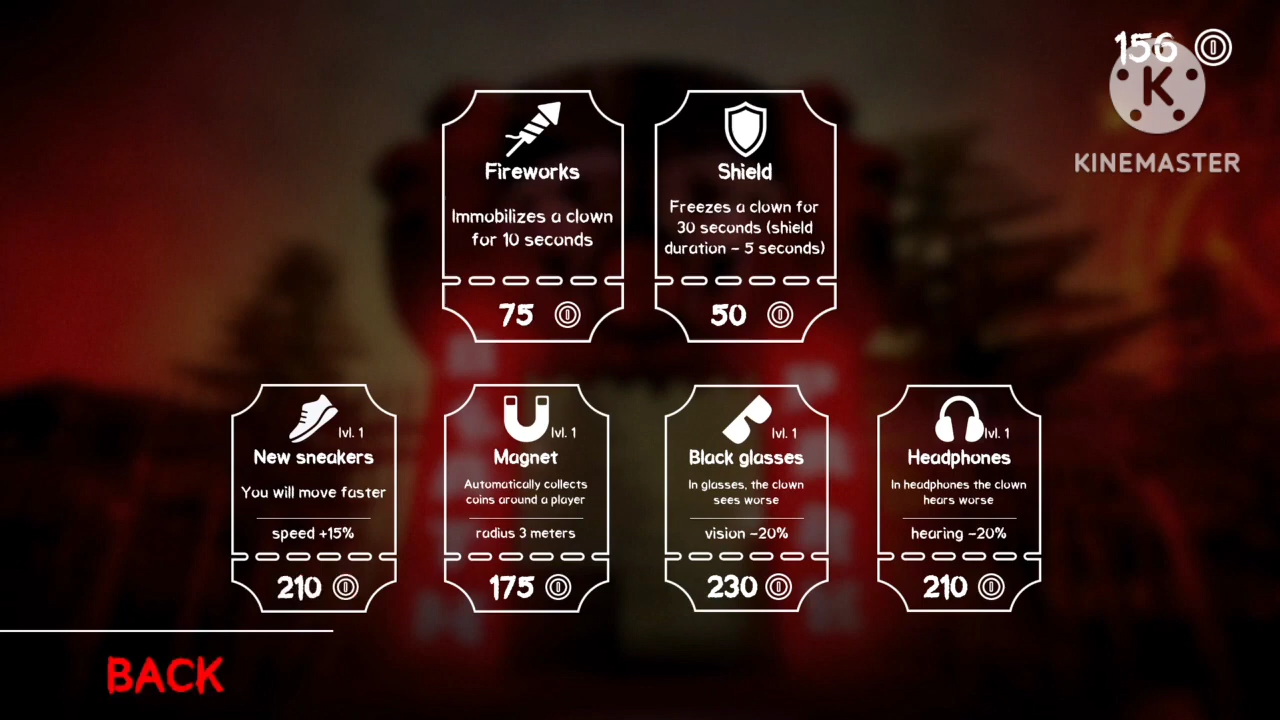 156
K
KINEMASTER
Fireworks
Immobilizes a clown
for 10 seconds
75
Shield
Freezes a clown for
30 seconds (shield
duration - 5 seconds)
50
lvl. 1
New sneakers
You will move faster
speed +15%
210
lvl. 1
Magnet
Automatically collects
coins around a player
radius 3 meters
175
lvl. 1
Black glasses
In glasses, the clown
sees worse
vision -20%
230
lvl. 1
Headphones
In headphones the clown
hears worse
hearing -20%
210
BACK